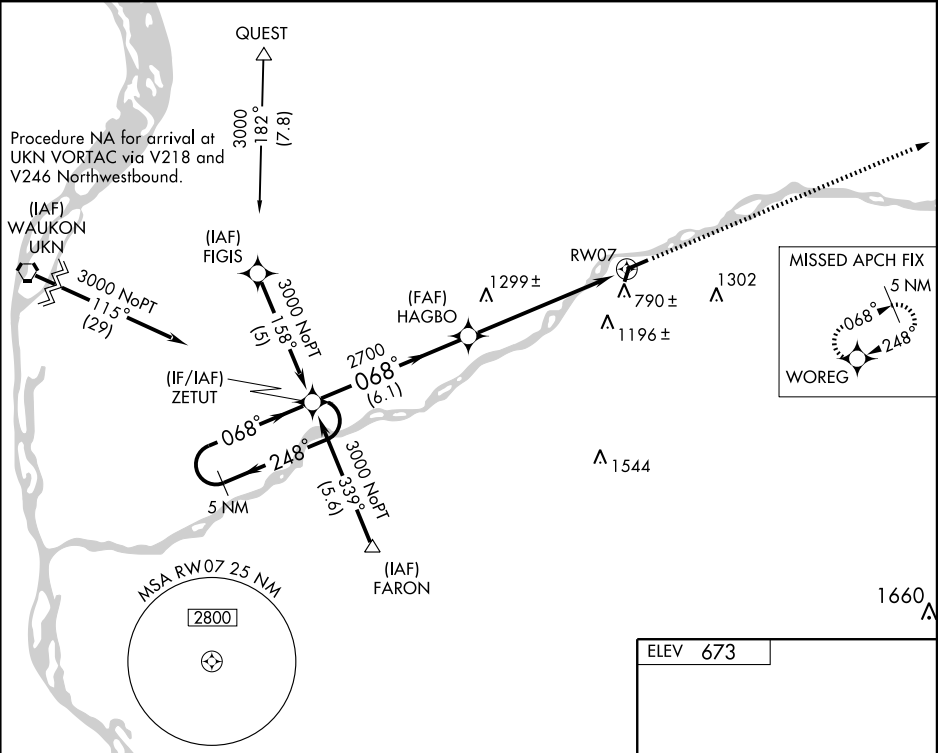 QUEST
3000
182°
(7.8)
Procedure NA for arrival at
UKN VORTAC via V218 and
V246 Northwestbound.
(IAF)
WAUKON
UKN
3000 NoPT
115°
(29)
(IAF)
FIGIS
3000 NoPT
158°
(5)
RW07
(FAF)
HAGBO
1299 ±
790 ±
1302
1196 ±
MISSED APCH FIX
5 NM
068°
248°
WOREG
(IF/IAF)
ZETUT
2700
068°
(6.1)
068°
248°
5 NM
3000 NoPT
339°
(5.6)
1544
(IAF)
FARON
MSA RW07 25 NM
2800
1660
ELEV 673